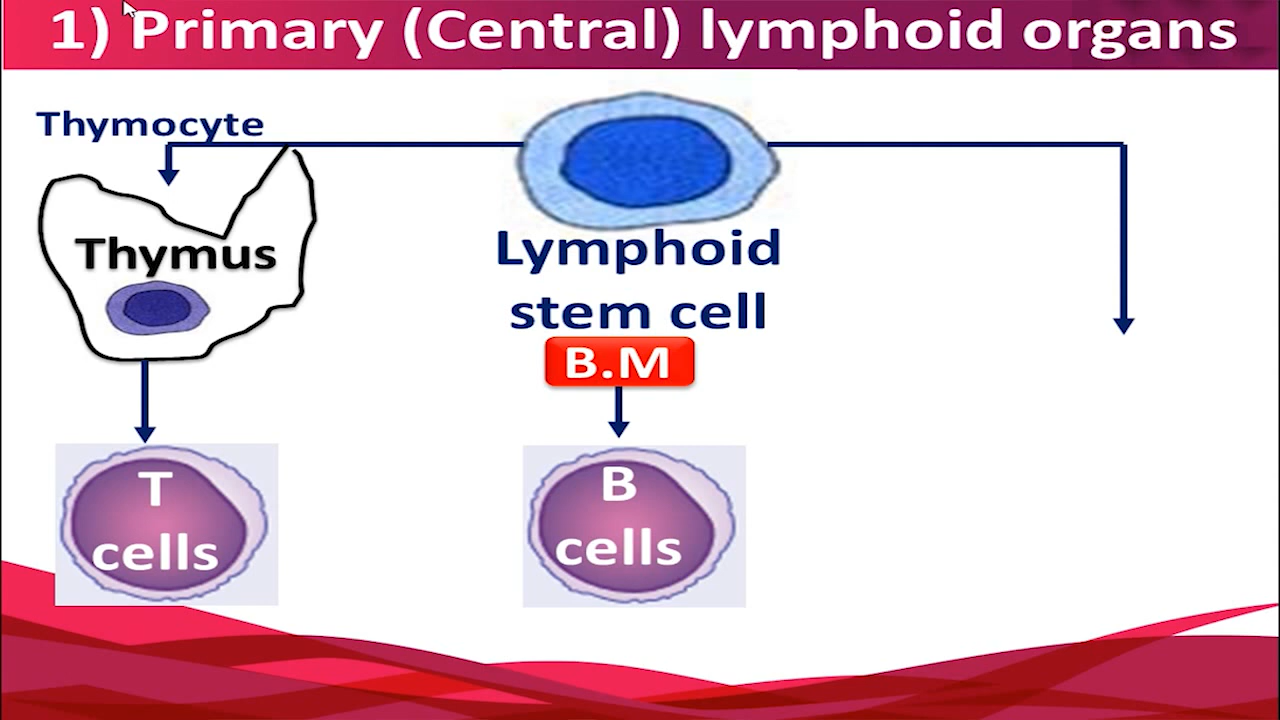 1) Primary (Central) lymphoid organs
Thymocyte
Thymus
Lymphoid
stem cell
B.M
T
cells
B
cells